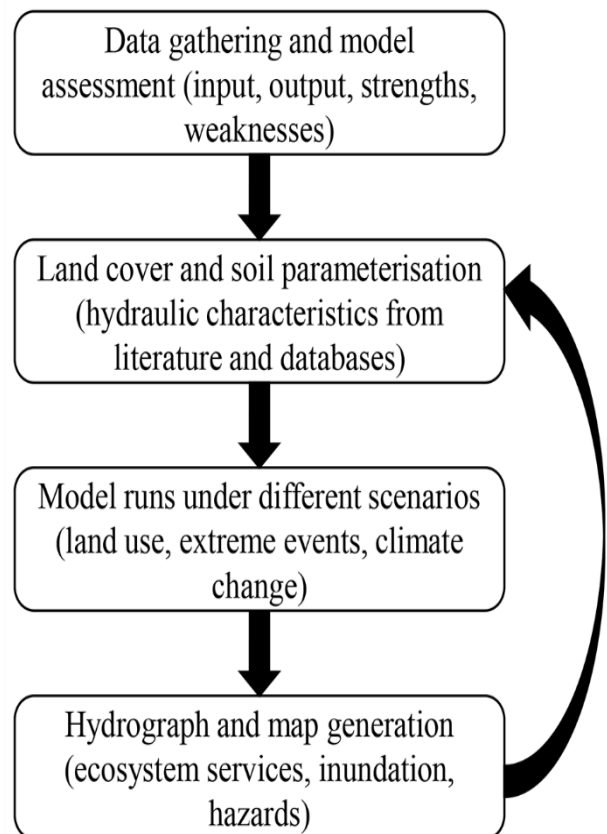 Data gathering and model
assessment (input, output, strengths,
weaknesses)
Land cover and soil parameterisation
(hydraulic characteristics from
literature and databases)
Model runs under different scenarios
(land use, extreme events, climate
change)
Hydrograph and map generation
(ecosystem services, inundation,
hazards)